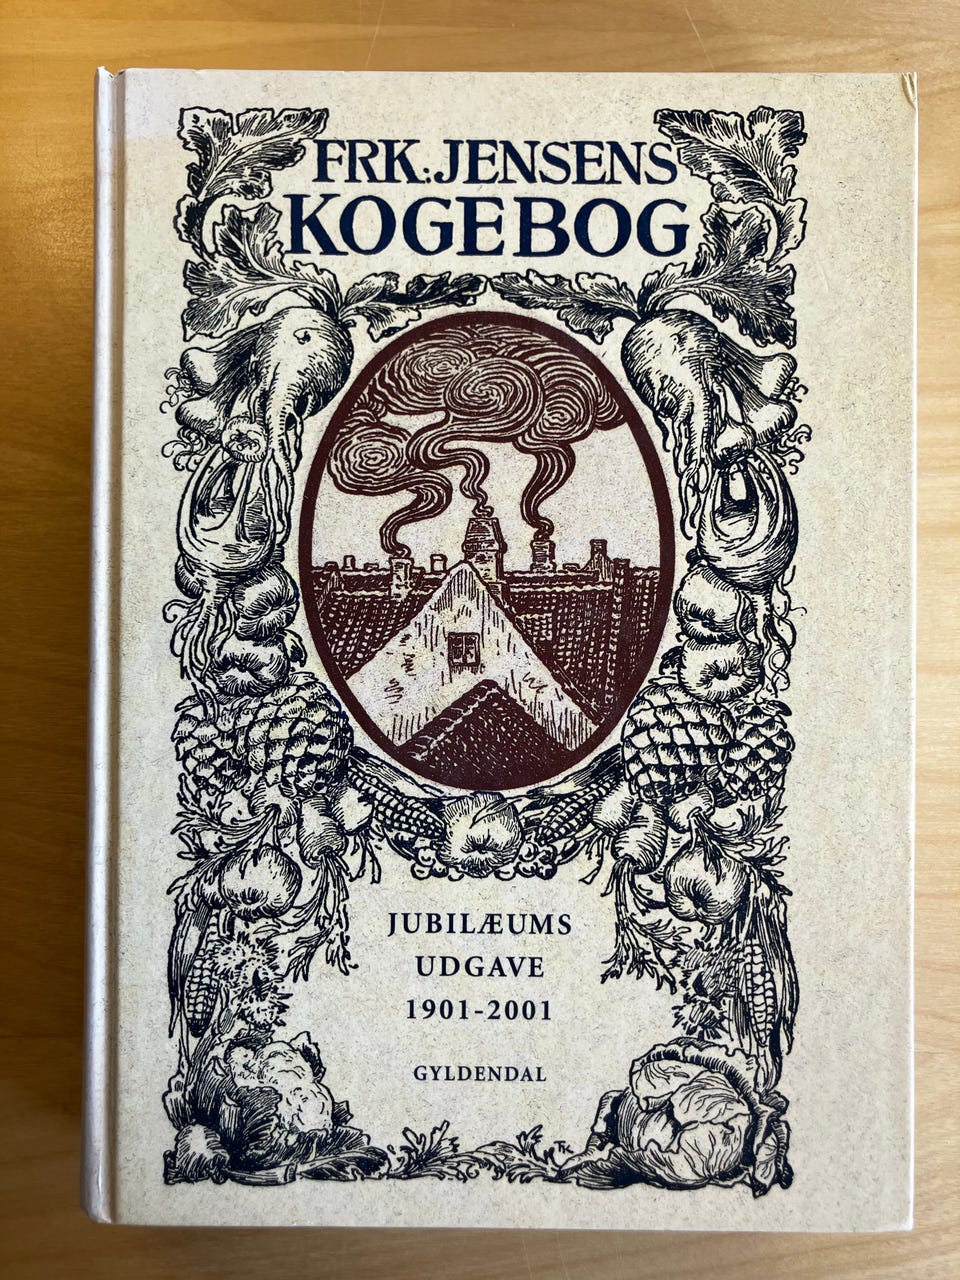 FRK: JENSENS
KOGEBOG
JUBILÆUMS
UDGAVE
1901-2001
GYLDENDAL